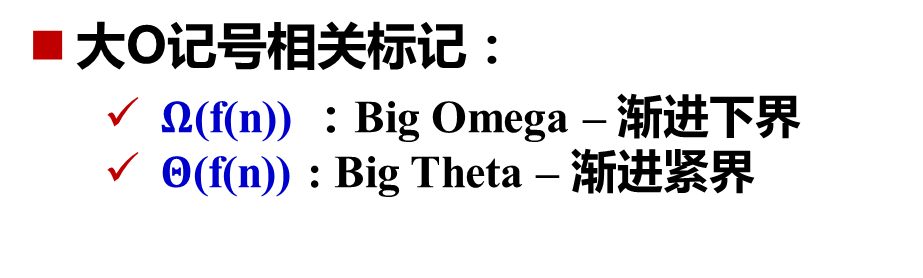 ■ 大O记号相关标记：
✓ Ω(f(n)) ：Big Omega – 渐进下界
✓ Θ(f(n)) : Big Theta – 渐进紧界